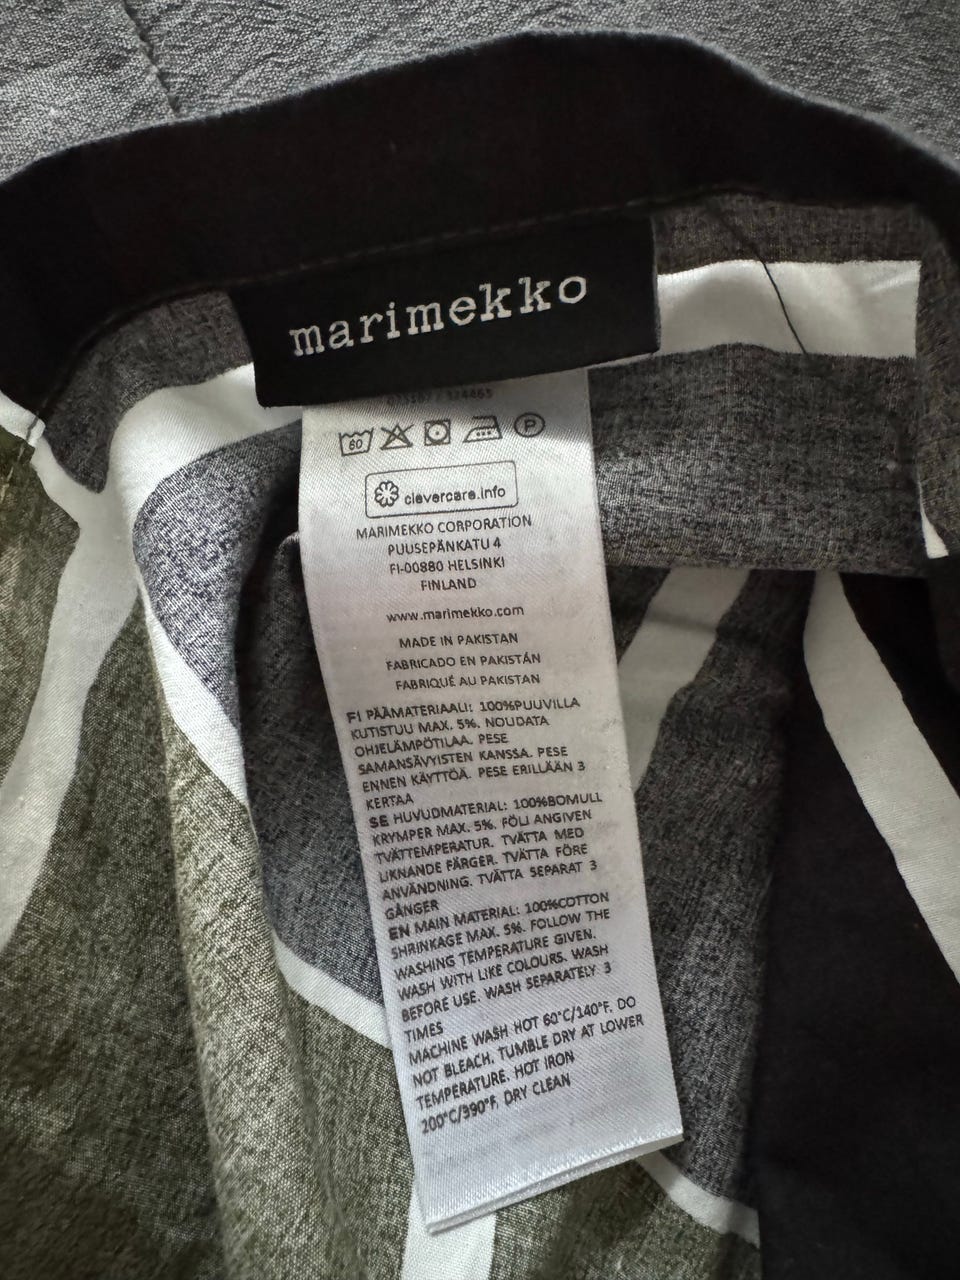 marimekko
60
P
clevercare.info
MARIMEKKO CORPORATION
PUUSEPÄNKATU 4
FI-00880 HELSINKI
FINLAND
www.marimekko.com
MADE IN PAKISTAN
FABRICADO EN PAKISTÁN
FABRIQUÉ AU PAKISTAN
FI PÄÄMATERIAALI: 100%PUUVILLA
KUTISTUU MAX. 5%. NOUDATA
OHJELÄMPÖTILAA. PESE
SAMANSÄVYISTEN KANSSA. PESE
ENNEN KÄYTTÖÄ. PESE ERILLÄÄN 3
KERTAA
SE HUVUDMATERIAL: 100%BOMULL
KRYMPER MAX. 5%. FÖLJ ANGIVEN
TVÄTTEMPERATUR. TVÄTTA MED
LIKNANDE FÄRGER. TVÄTTA FÖRE
ANVÄNDNING. TVÄTTA SEPARAT 3
GÅNGER
EN MAIN MATERIAL: 100%COTTON
SHRINKAGE MAX. 5%. FOLLOW THE
WASHING TEMPERATURE GIVEN.
WASH WITH LIKE COLOURS. WASH
BEFORE USE. WASH SEPARATELY 3
TIMES
MACHINE WASH HOT 60°C/140°F, DO
NOT BLEACH, TUMBLE DRY AT LOWER
TEMPERATURE, HOT IRON
200°C/390°F, DRY CLEAN